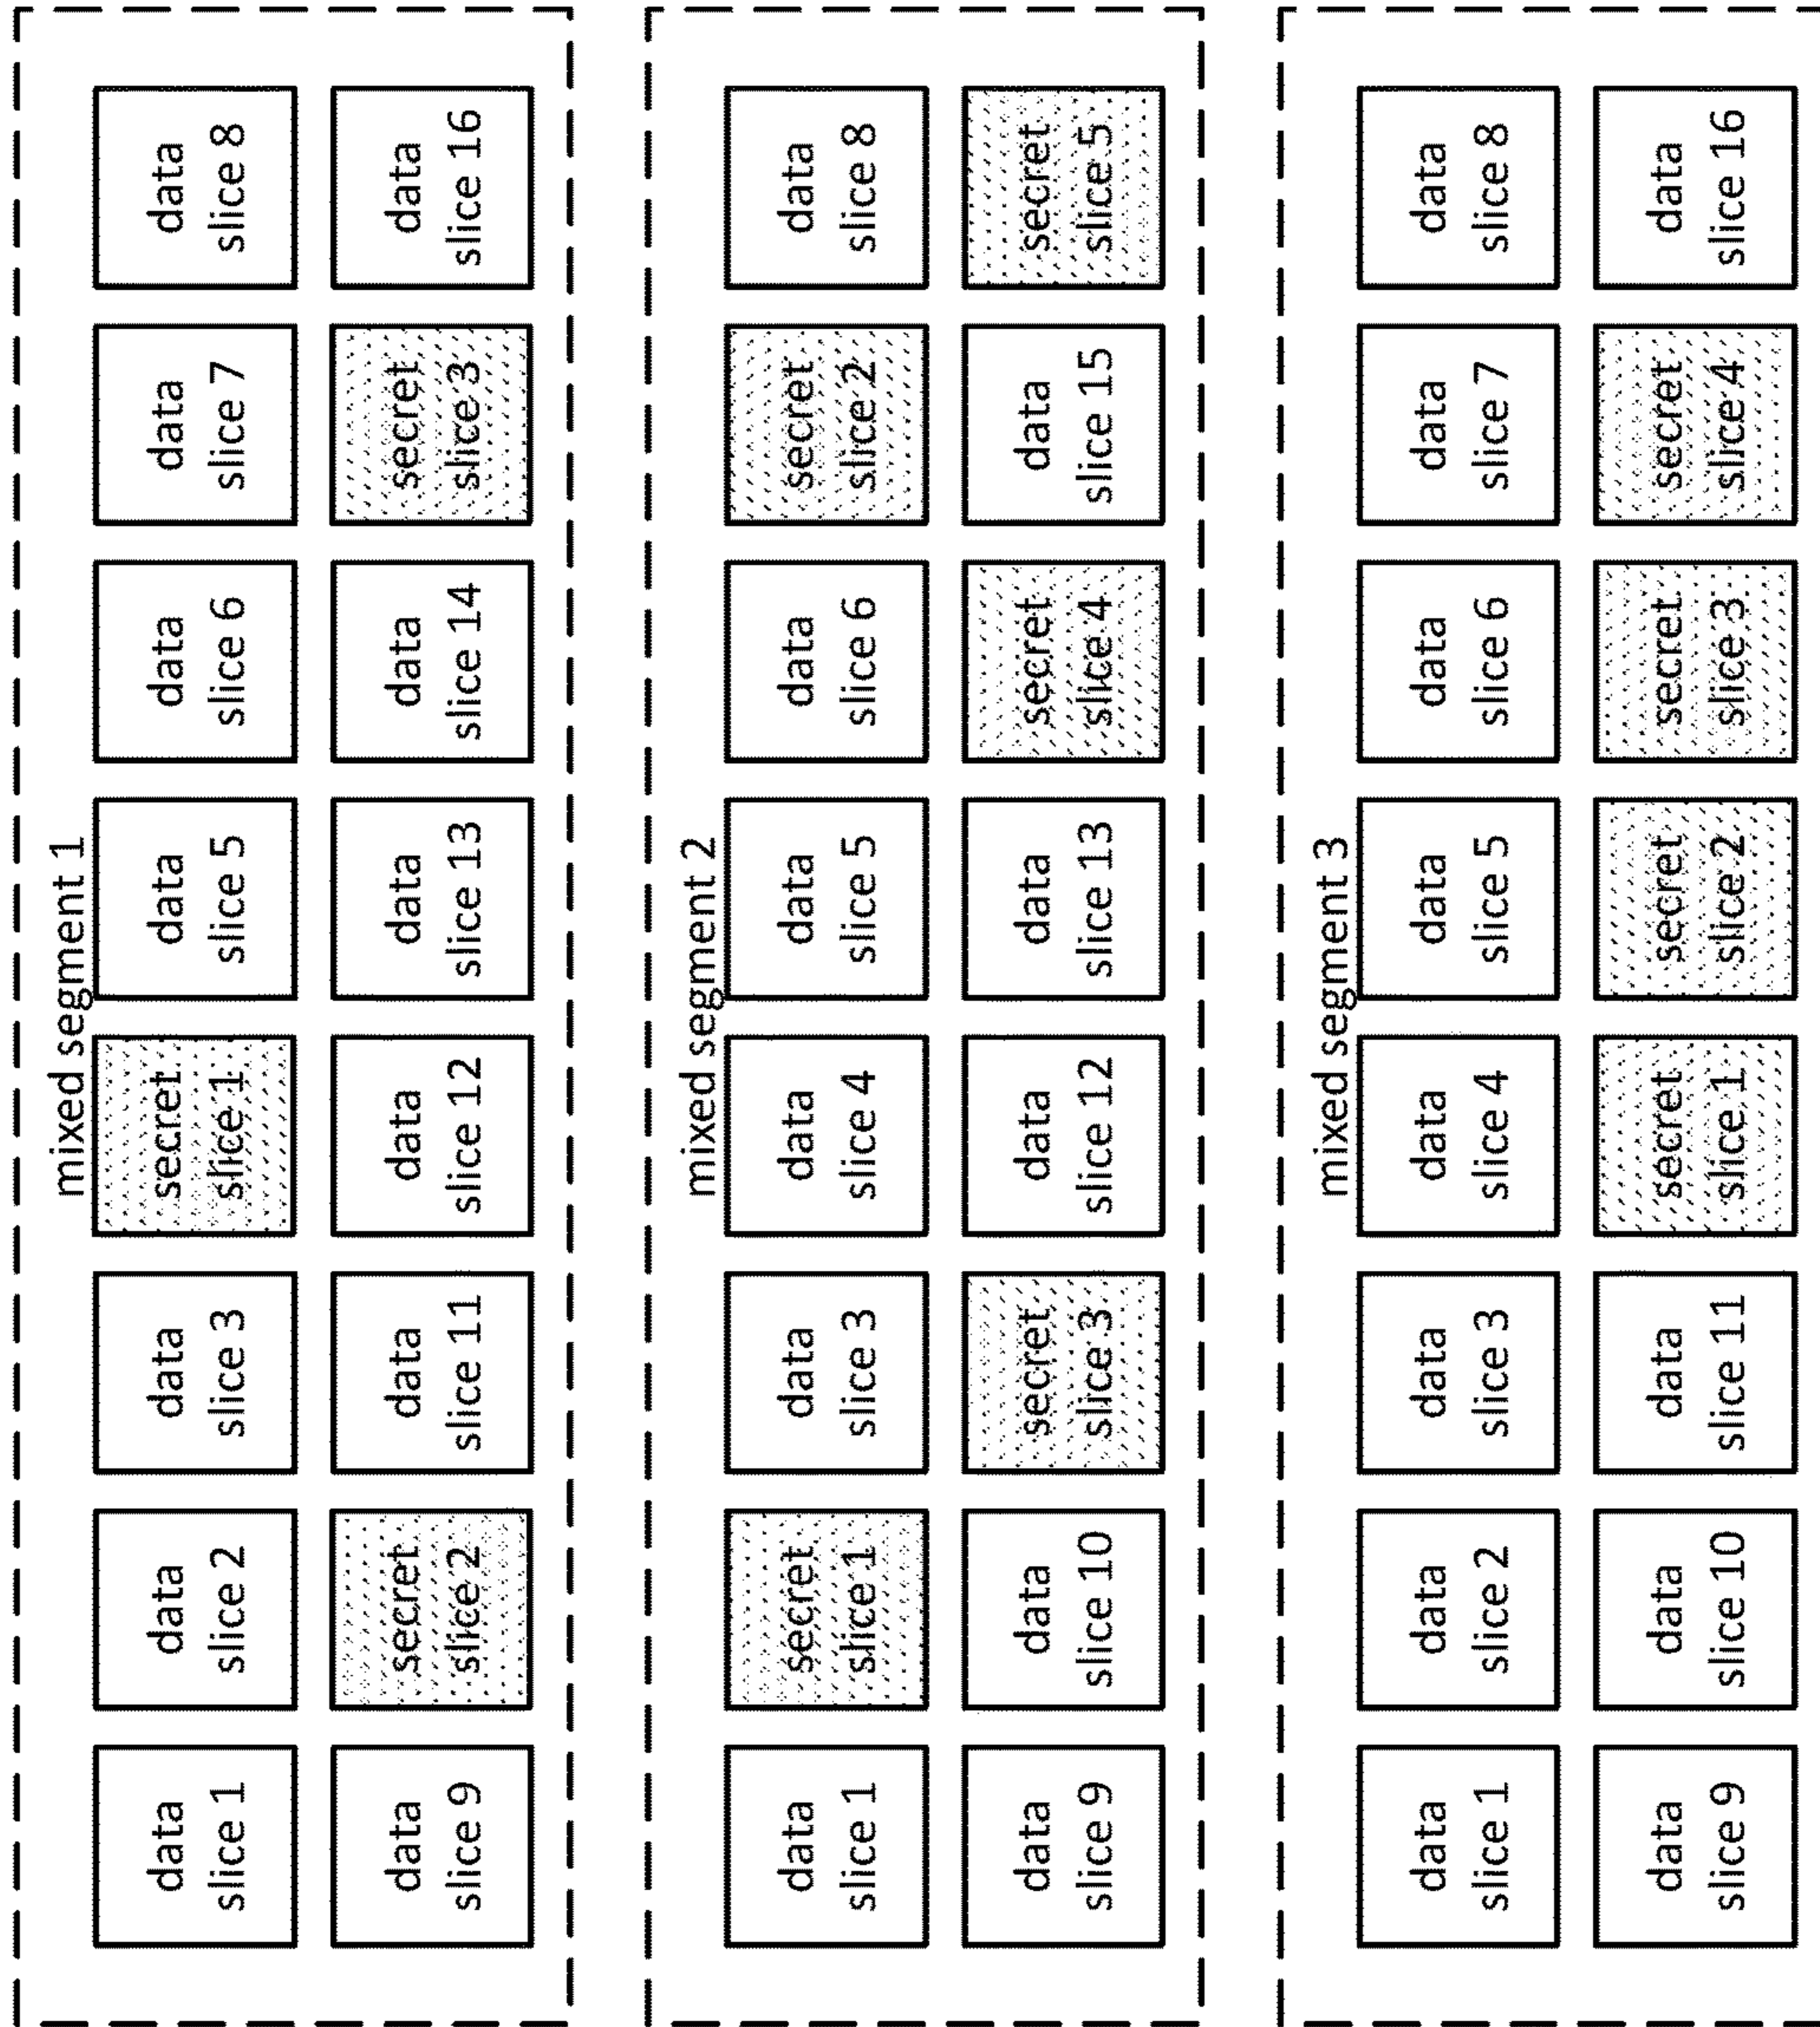 mixed segment 1
data
slice 1
data
slice 2
data
slice 3
secret
slice 1
data
slice 5
data
slice 6
data
slice 7
data
slice 8
data
slice 9
secret
slice 2
data
slice 11
data
slice 12
data
slice 13
data
slice 14
secret
slice 3
data
slice 16
mixed segment 2
data
slice 1
secret
slice 1
data
slice 3
data
slice 4
data
slice 5
data
slice 6
secret
slice 2
data
slice 8
data
slice 9
data
slice 10
secret
slice 3
data
slice 12
data
slice 13
secret
slice 4
data
slice 15
secret
slice 5
mixed segment 3
data
slice 1
data
slice 2
data
slice 3
data
slice 4
data
slice 5
data
slice 6
data
slice 7
data
slice 8
data
slice 9
data
slice 10
data
slice 11
secret
slice 1
secret
slice 2
secret
slice 3
secret
slice 4
data
slice 16